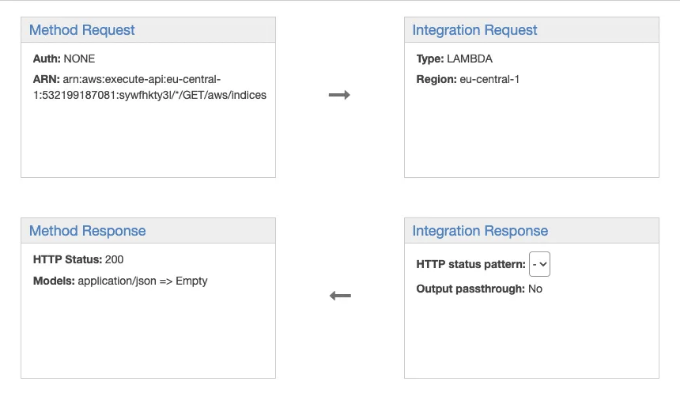 Method Request
Auth: NONE
ARN: arn:aws:execute-api:eu-central-
1:532199187081:sywfhkty3l/*/GET/aws/indices
Integration Request
Type: LAMBDA
Region: eu-central-1
Method Response
HTTP Status: 200
Models: application/json => Empty
Integration Response
HTTP status pattern: -
Output passthrough: No